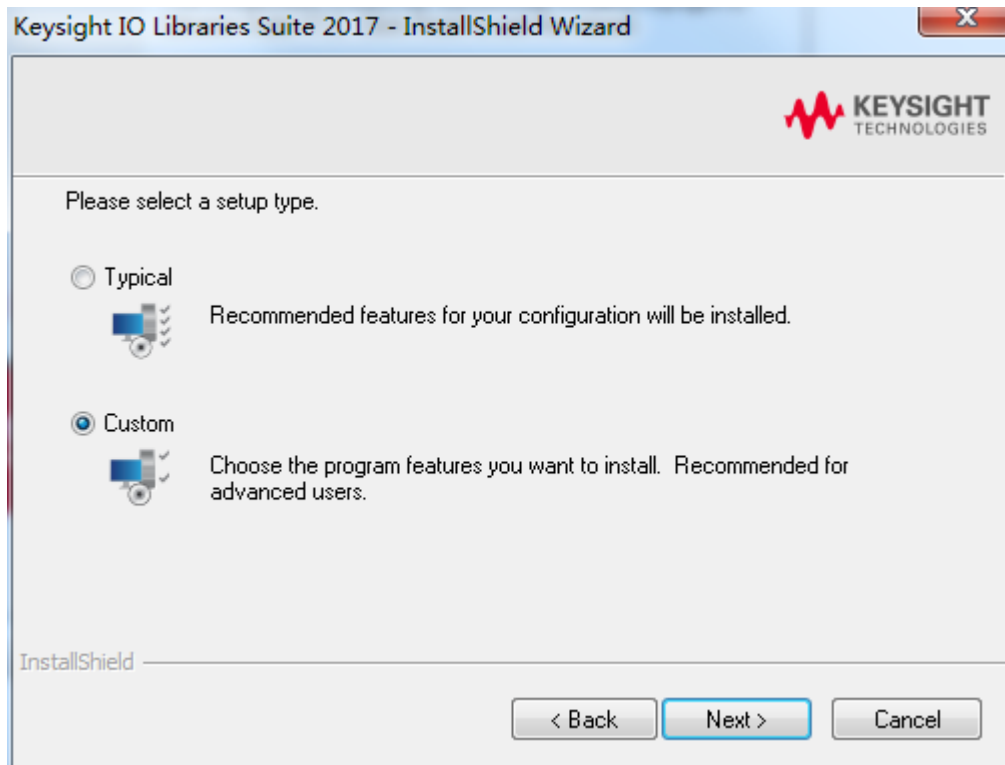 Keysight IO Libraries Suite 2017 - InstallShield Wizard
KEYSIGHT
TECHNOLOGIES
Please select a setup type.
Typical
Recommended features for your configuration will be installed.
Custom
Choose the program features you want to install.  Recommended for
advanced users.
InstallShield
< Back
Next >
Cancel